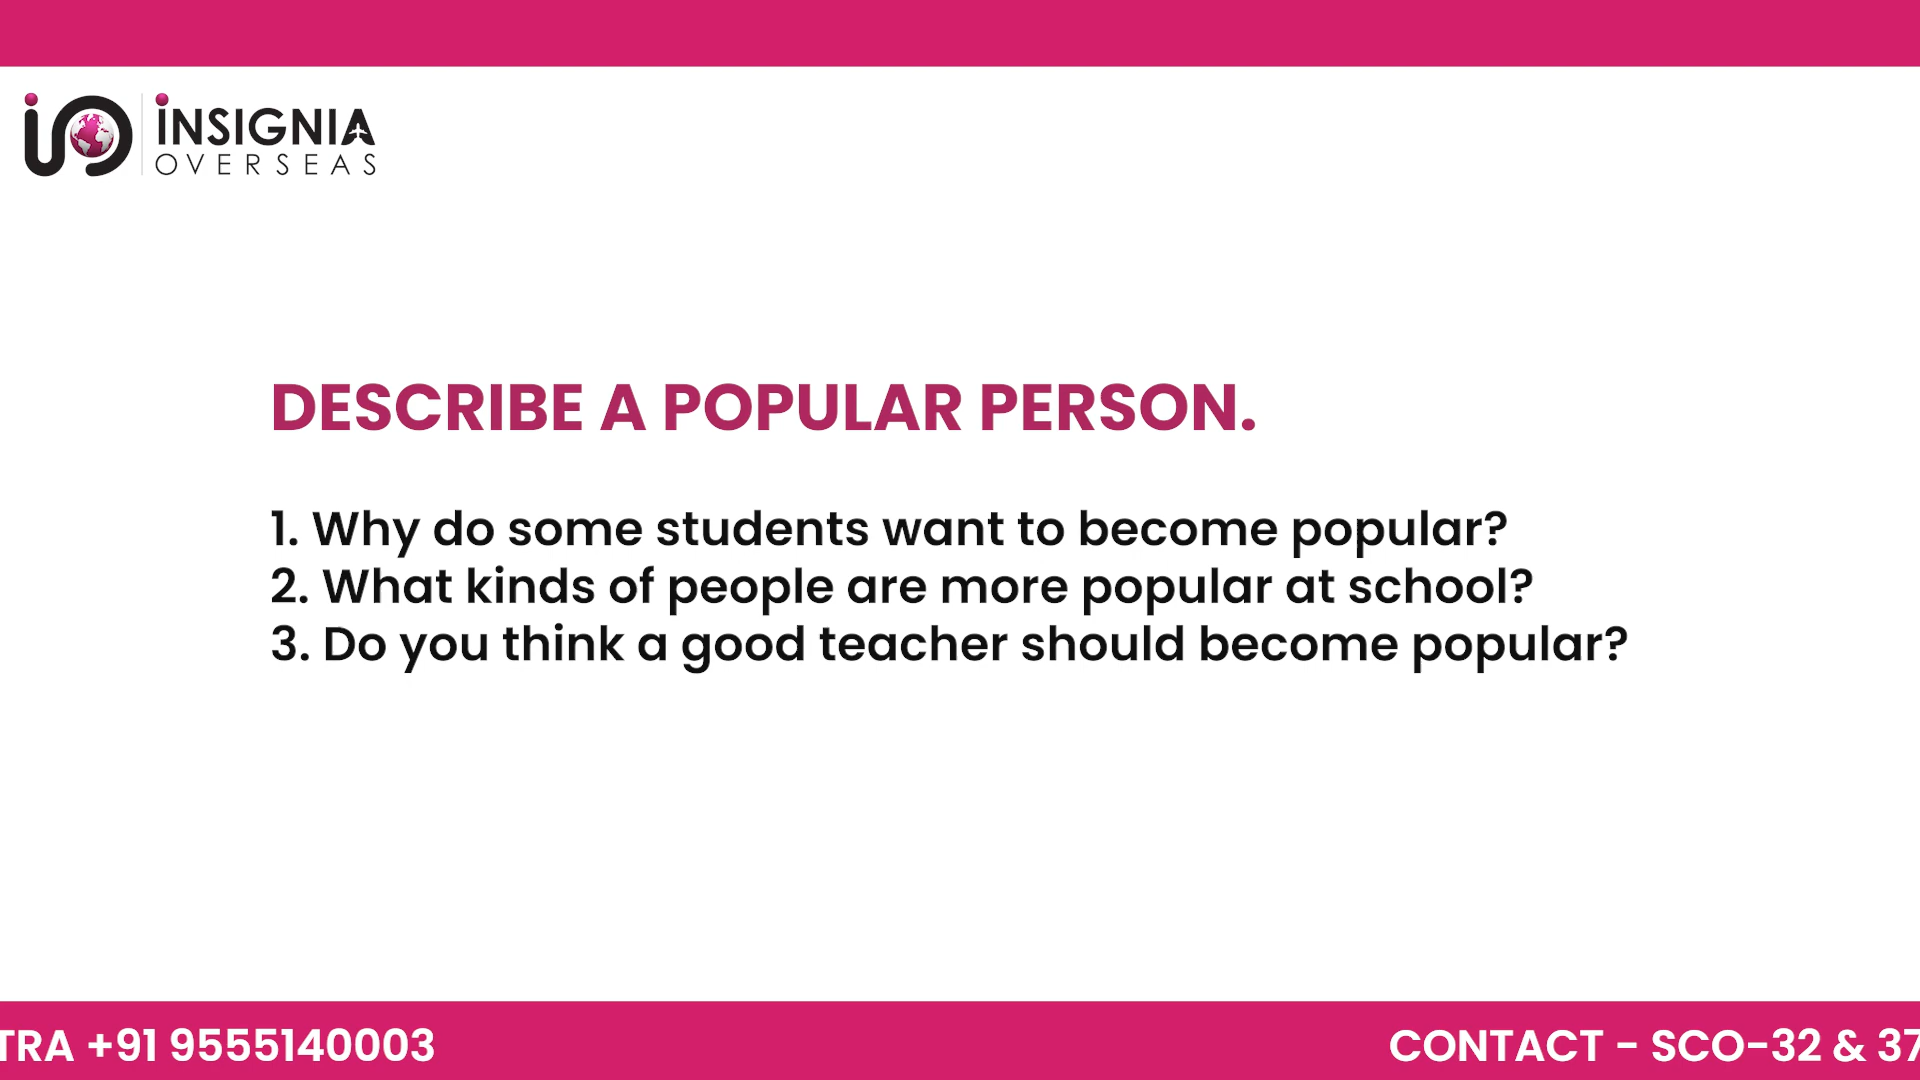 INSIGNIA
OVERSEAS
DESCRIBE A POPULAR PERSON.
1. Why do some students want to become popular?
2. What kinds of people are more popular at school?
3. Do you think a good teacher should become popular?
TRA +91 9555140003 CONTACT - SCO-32 & 37